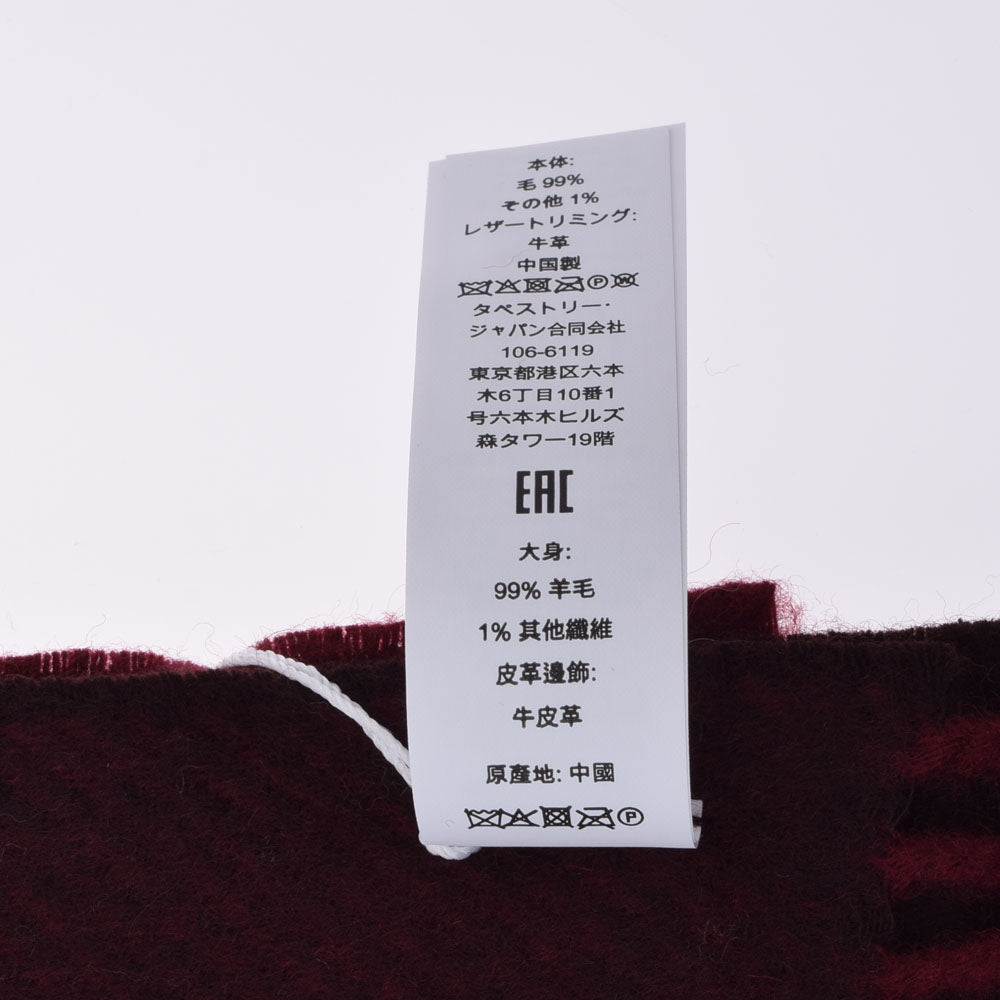 本体:
毛 99%
その他 1%
レザートリミング:
牛革
中国製
P W
タペストリー・
ジャパン合同会社
106-6119
東京都港区六本
木6丁目10番1
号六本木ヒルズ
森タワー19階
EAC
大身:
99% 羊毛
1% 其他纖維
皮革邊飾:
牛皮革
原產地: 中國
P